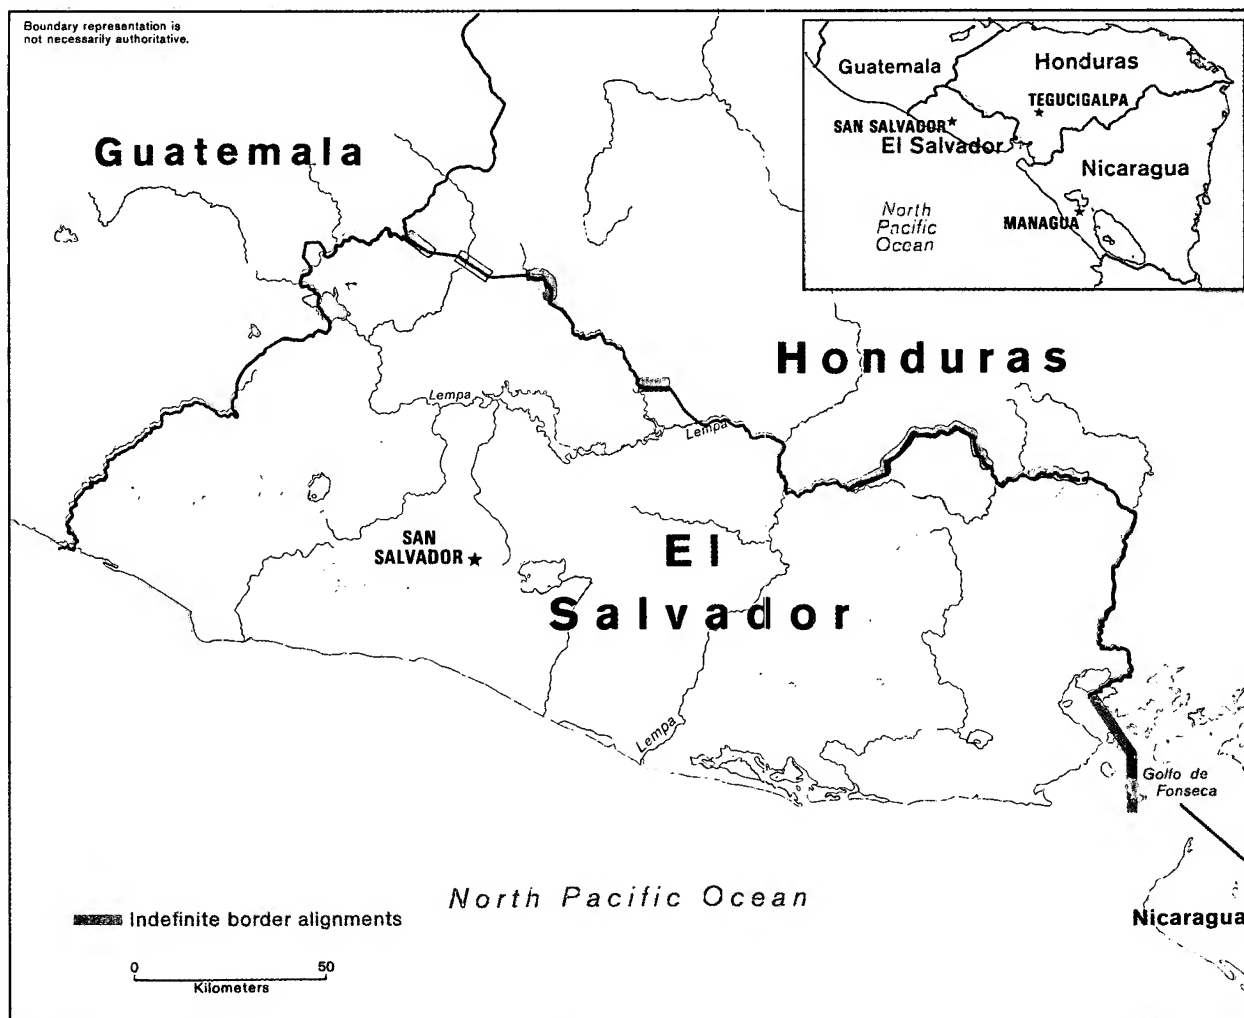 Boundary representation is
not necessarily authoritative.
Guatemala
Honduras
TEGUCIGALPA
SAN SALVADOR
El Salvador
Nicaragua
North
Pacific
Ocean
MANAGUA
Guatemala
Honduras
Lempa
Lempa
SAN
SALVADOR
El
Salvador
Lempa
Golfo de
Fonseca
North Pacific Ocean
Nicaragua
Indefinite border alignments
0 50
Kilometers